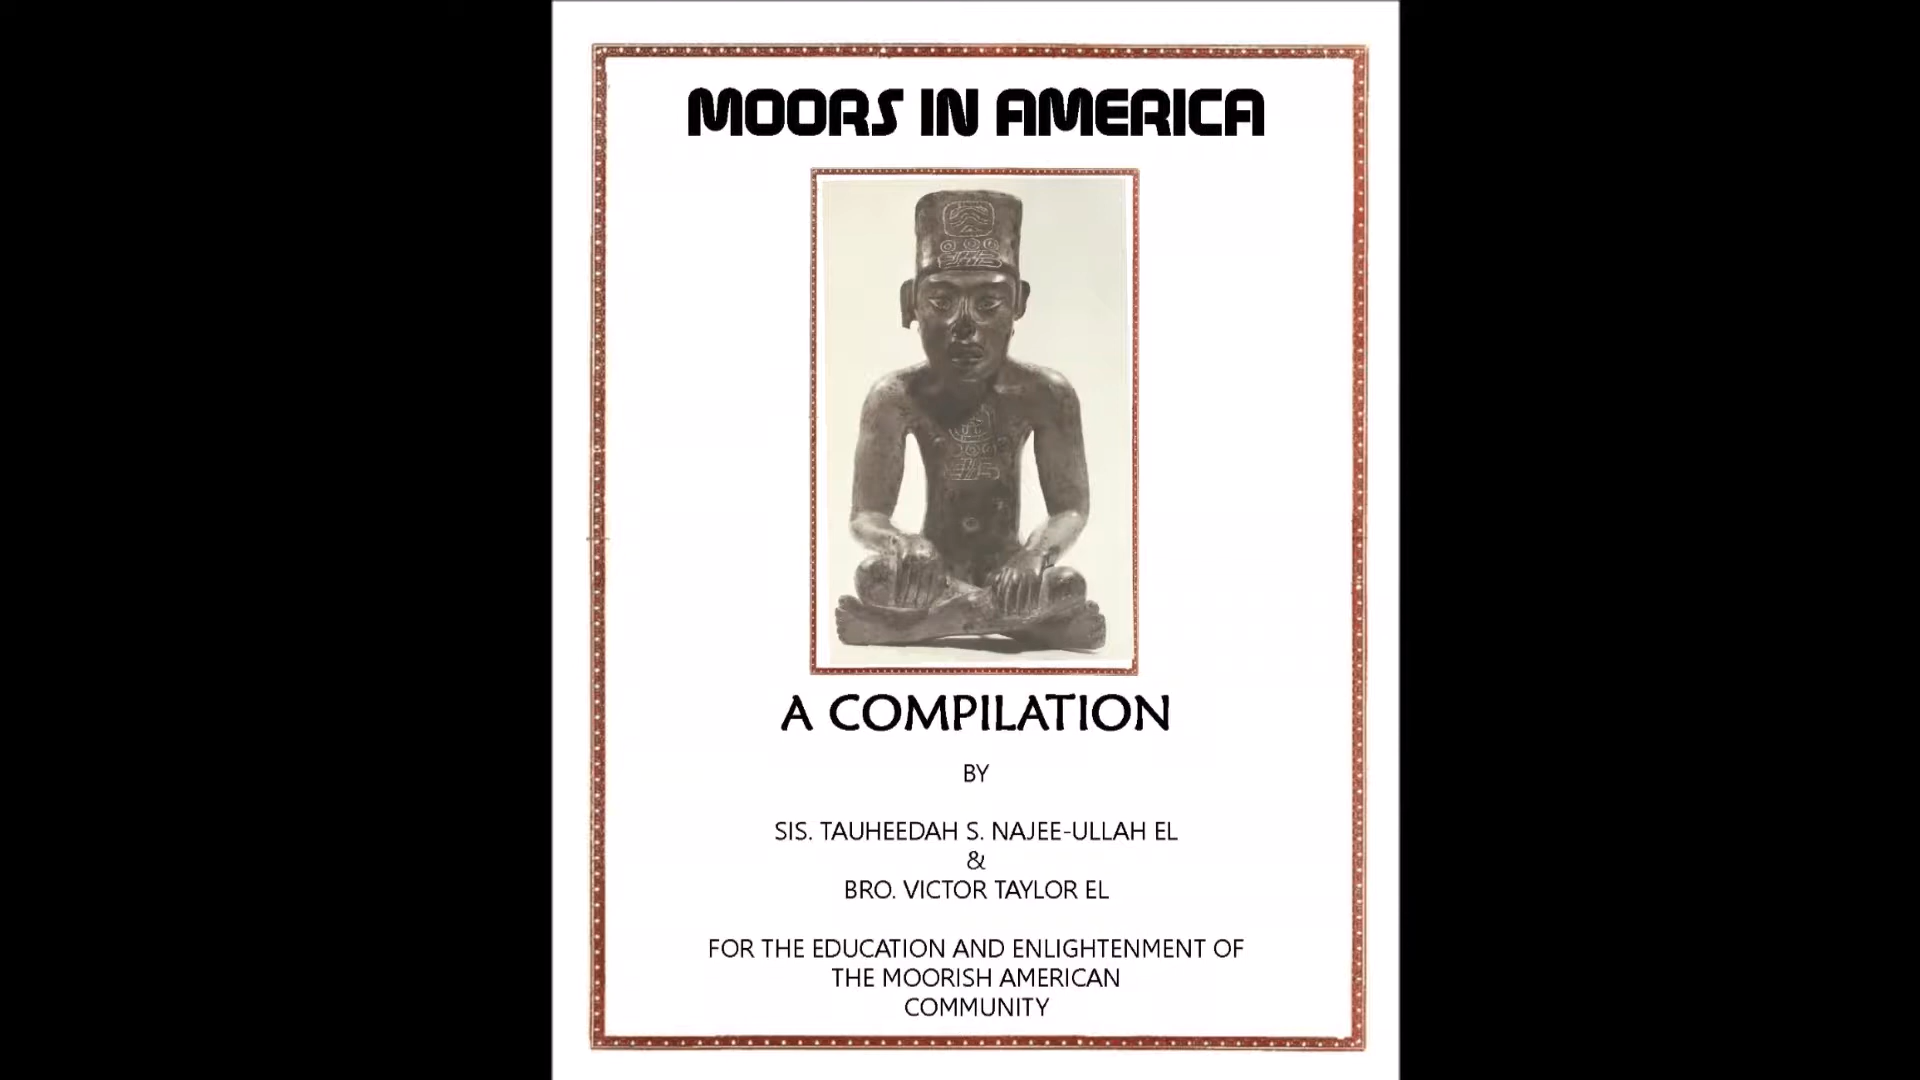 MOORS IN AMERICA
A COMPILATION
BY
SIS. TAUHEEDAH S. NAJEE-ULLAH EL
&
BRO. VICTOR TAYLOR EL
FOR THE EDUCATION AND ENLIGHTENMENT OF
THE MOORISH AMERICAN
COMMUNITY